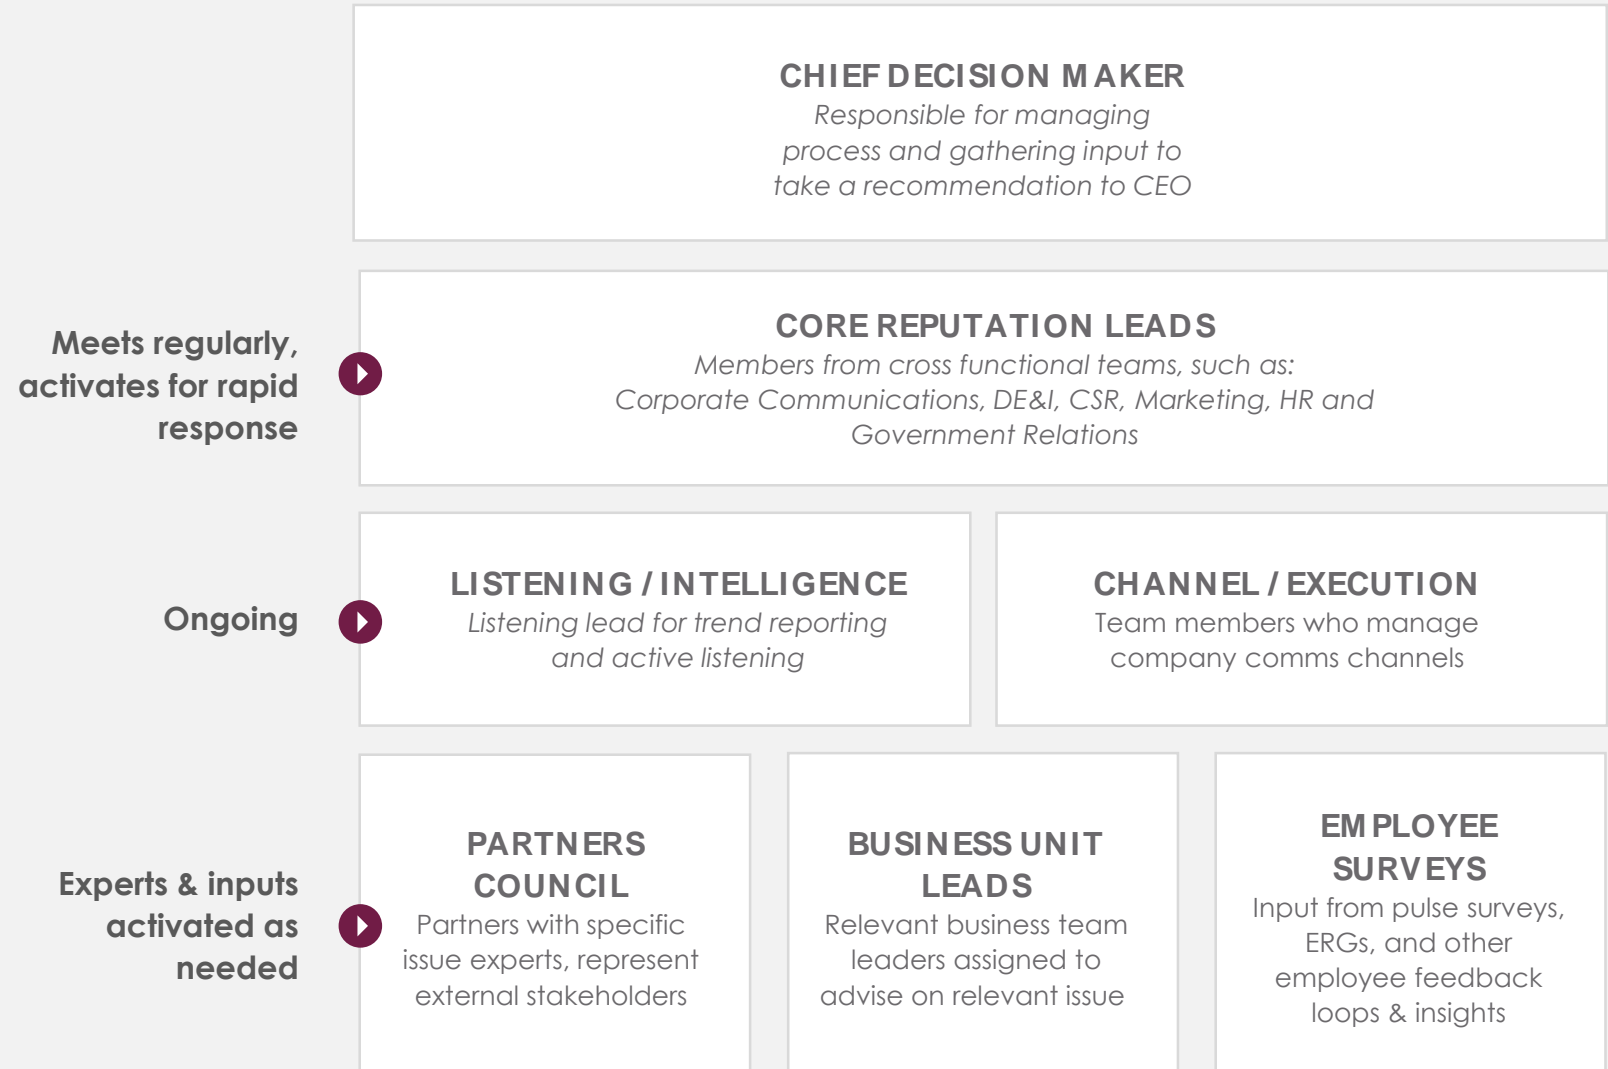 CHIEF DECISION MAKER
Responsible for managing
process and gathering input to
take a recommendation to CEO
Meets regularly,
activates for rapid
response
CORE REPUTATION LEADS
Members from cross functional teams, such as:
Corporate Communications, DE&I, CSR, Marketing, HR and
Government Relations
Ongoing
LISTENING / INTELLIGENCE
Listening lead for trend reporting
and active listening
CHANNEL / EXECUTION
Team members who manage
company comms channels
Experts & inputs
activated as
needed
PARTNERS
COUNCIL
Partners with specific
issue experts, represent
external stakeholders
BUSINESS UNIT
LEADS
Relevant business team
leaders assigned to
advise on relevant issue
EMPLOYEE
SURVEYS
Input from pulse surveys,
ERGs, and other
employee feedback
loops & insights